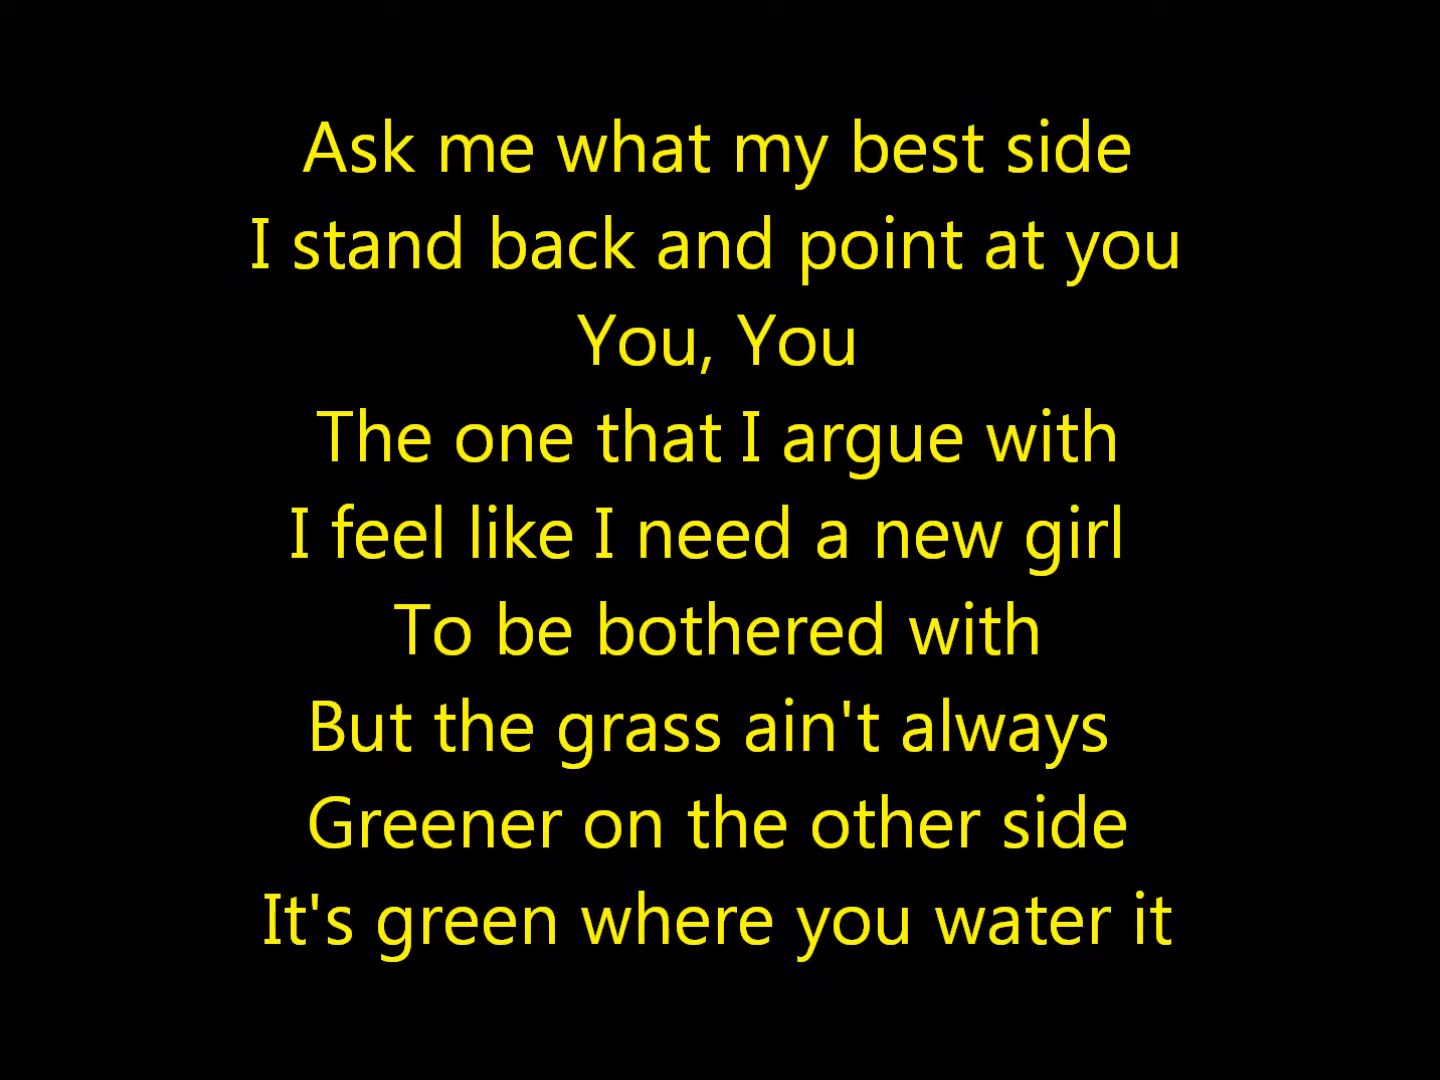 Ask me what my best side
I stand back and point at you
You, You
The one that I argue with
I feel like I need a new girl
To be bothered with
But the grass ain't always
Greener on the other side
It's green where you water it